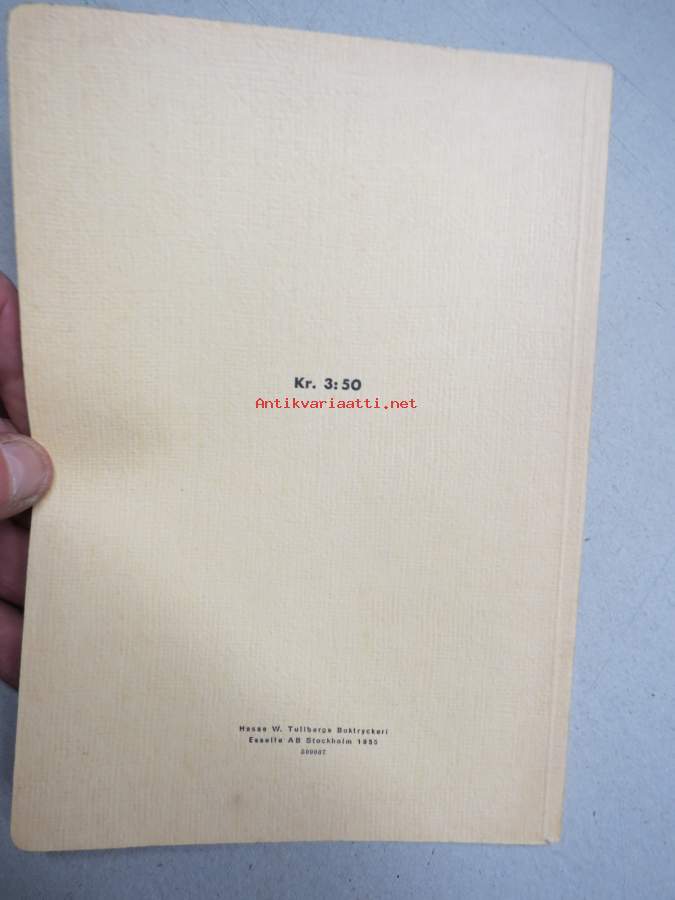 Kr. 3:50
Antikvariaatti.net
Hasse W. Tullbergs Boktryckeri
Esselte AB Stockholm 1955